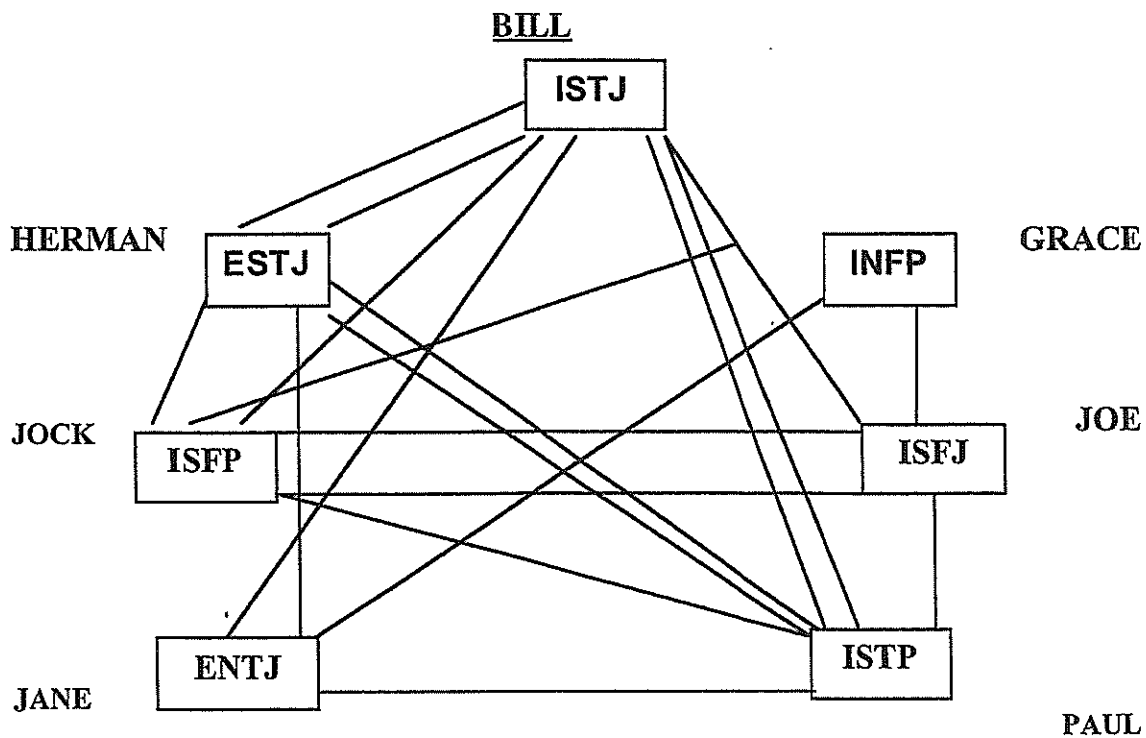 BILL
ISTJ
HERMAN
ESTJ
INFP
GRACE
JOCK
ISFP
ISFJ
JOE
ENTJ
ISTP
JANE
PAUL